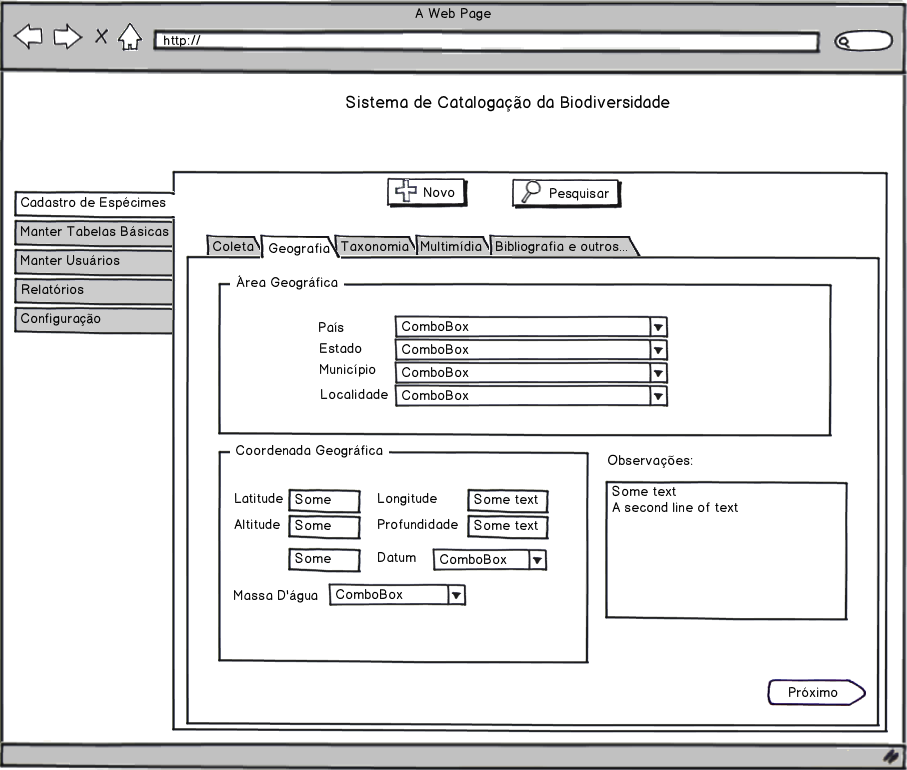 A Web Page
http://
Sistema de Catalogação da Biodiversidade
Novo
Pesquisar
Cadastro de Espécimes
Manter Tabelas Básicas
Manter Usuários
Relatórios
Configuração
Coleta
Geografia
Taxonomia
Multimídia
Bibliografia e outros...
Àrea Geográfica
País
ComboBox
Estado
ComboBox
Município
ComboBox
Localidade
ComboBox
Coordenada Geográfica
Latitude
Some
Longitude
Some text
Altitude
Some
Profundidade
Some text
Some
Datum
ComboBox
Massa D'água
ComboBox
Observações:
Some text
A second line of text
Próximo